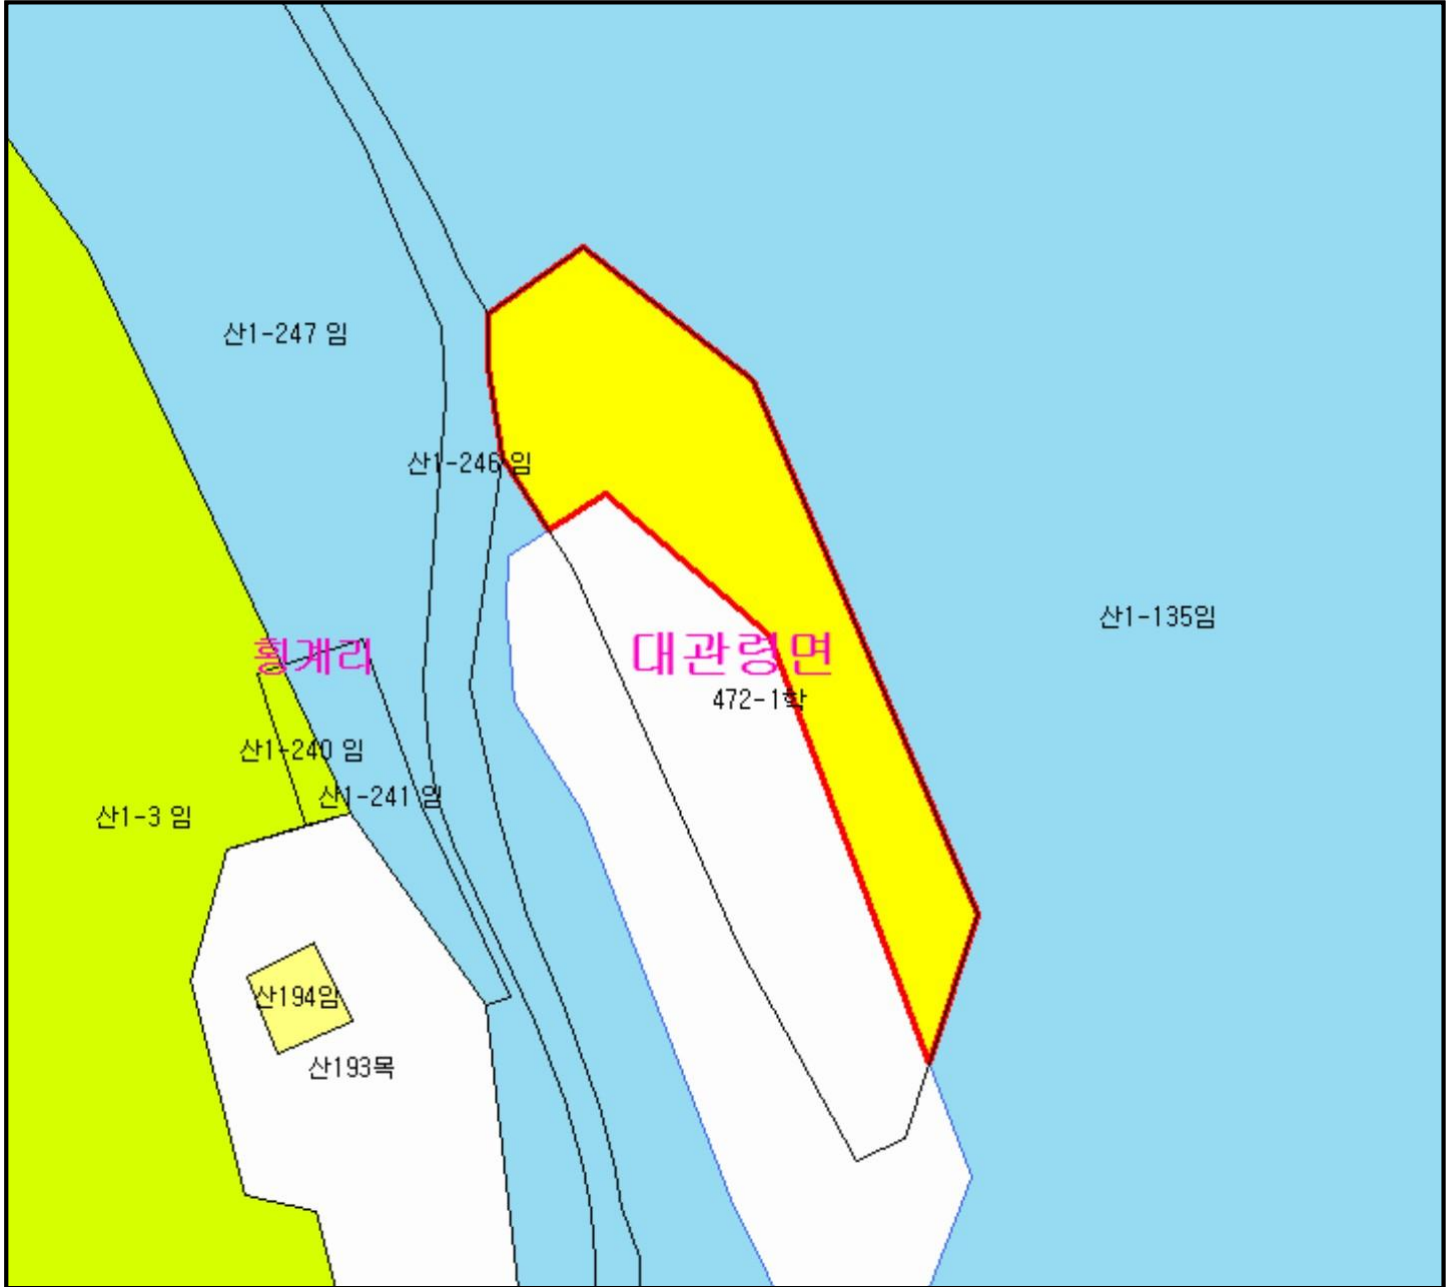 산1-247 임
산1-246 임
산1-135임
횡계리
대관령면
472-1학
산1-240 임
산1-241 임
산1-3 임
산194임
산193목